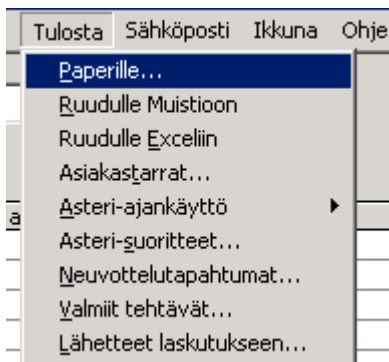 Tulosta Sähköposti Ikkuna Ohje
Paperille...
Ruudulle Muistioon
Ruudulle Exceliin
Asiakastarrat...
Asteri-ajankäyttö
Asteri-suoritteet...
Neuvottelutapahtumat...
Valmiit tehtävät...
Lähetteet laskutukseen...